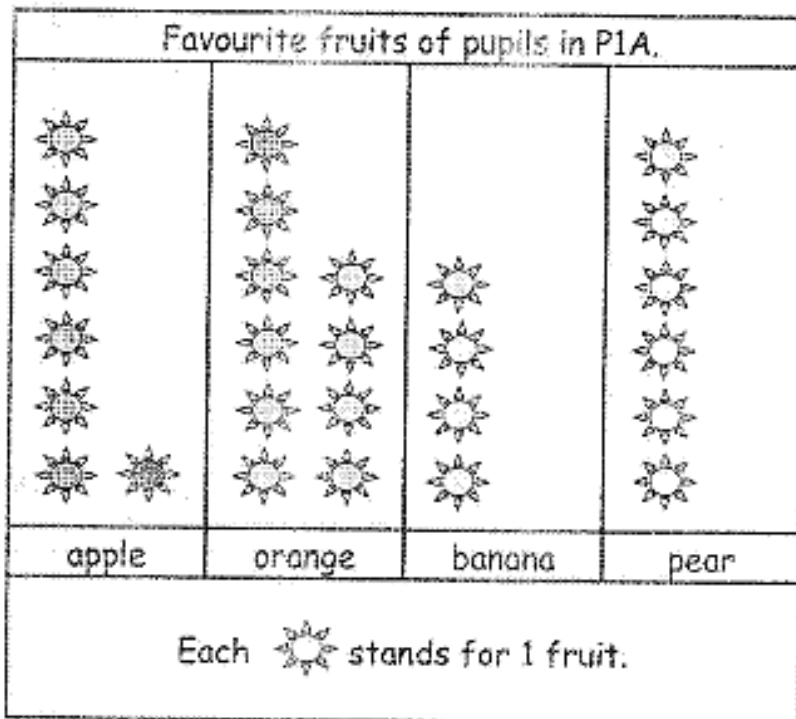 Favourite fruits of pupils in P1A.
apple orange banana pear
Each stands for 1 fruit.